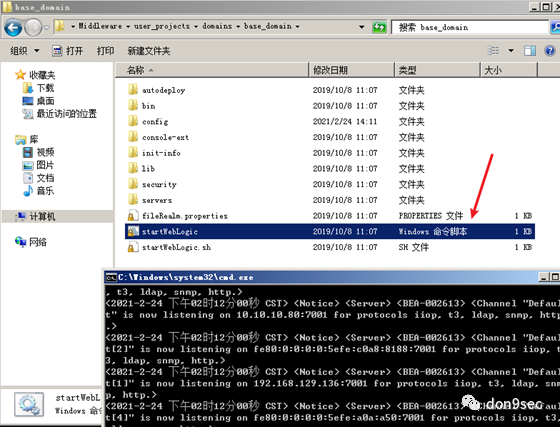 base_domain
Middleware ▸ user_projects ▸ domains ▸ base_domain ▸
搜索 base_domain
组织 打开 打印 新建文件夹
收藏夹
下载
桌面
最近访问的位置
库
视频
图片
文档
音乐
计算机
网络
名称 修改日期 类型 大小
autodeploy 2019/10/8 11:07 文件夹
bin 2019/10/8 11:07 文件夹
config 2021/2/24 14:11 文件夹
console-ext 2019/10/8 11:07 文件夹
init-info 2019/10/8 11:07 文件夹
lib 2019/10/8 11:07 文件夹
security 2019/10/8 11:07 文件夹
servers 2019/10/8 11:07 文件夹
fileRealm.properties 2019/10/8 11:07 PROPERTIES 文件 1 KB
startWebLogic 2019/10/8 11:07 Windows 命令脚本 1 KB
startWebLogic.sh 2019/10/8 11:07 SH 文件 1 KB
startWebL
Windows 命
C:\Windows\system32\cmd.exe
, t3, ldap, snmp, http.>
<2021-2-24 下午02时12分00秒 CST> <Notice> <Server> <BEA-002613> <Channel "Defaul
t" is now listening on 10.10.10.80:7001 for protocols iiop, t3, ldap, snmp, http
.>
<2021-2-24 下午02时12分00秒 CST> <Notice> <Server> <BEA-002613> <Channel "Defaul
t[2]" is now listening on fe80:0:0:0:0:5efe:c0a8:8188:7001 for protocols iiop, t
3, ldap, snmp, http.>
<2021-2-24 下午02时12分00秒 CST> <Notice> <Server> <BEA-002613> <Channel "Defaul
t[1]" is now listening on 192.168.129.136:7001 for protocols iiop, t3, ldap, snm
p, http.>
<2021-2-24 下午02时12分00秒 CST> <Notice> <Server>
t[4]" is now listening on fe80:0:0:0:0:5efe:a0a:a50:7001 for protocols iiop, t3
don9sec